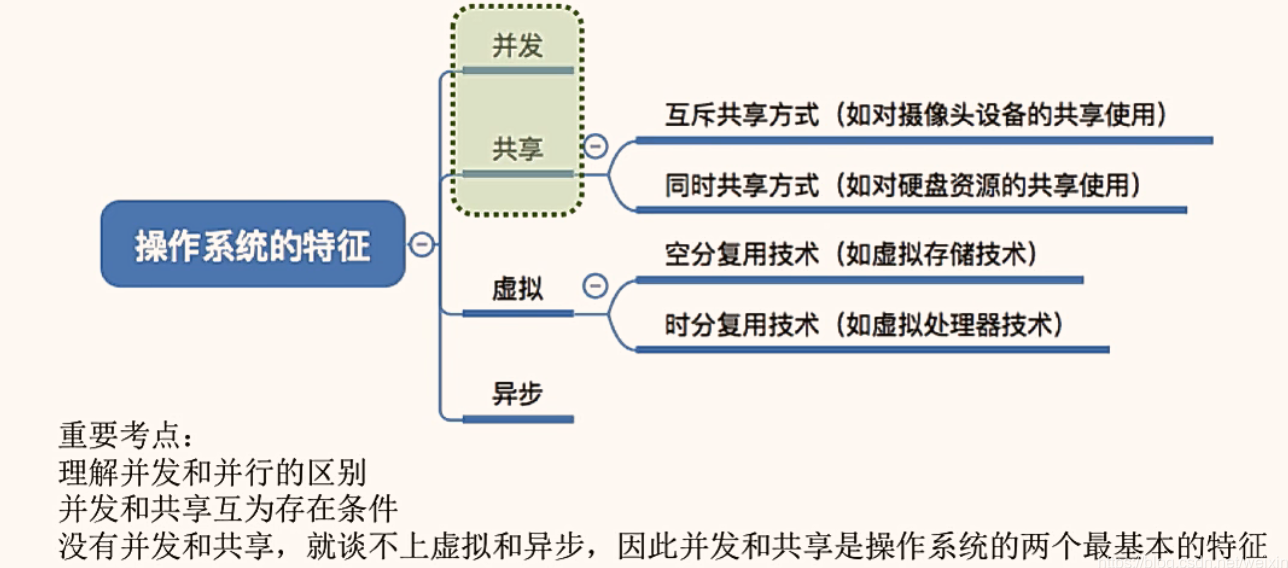 并发
共享
互斥共享方式（如对摄像头设备的共享使用）
同时共享方式（如对硬盘资源的共享使用）
操作系统的特征
虚拟
空分复用技术（如虚拟存储技术）
时分复用技术（如虚拟处理器技术）
异步
重要考点：
理解并发和并行的区别
并发和共享互为存在条件
没有并发和共享，就谈不上虚拟和异步，因此并发和共享是操作系统的两个最基本的特征
https://blog.csdn.net/weixin